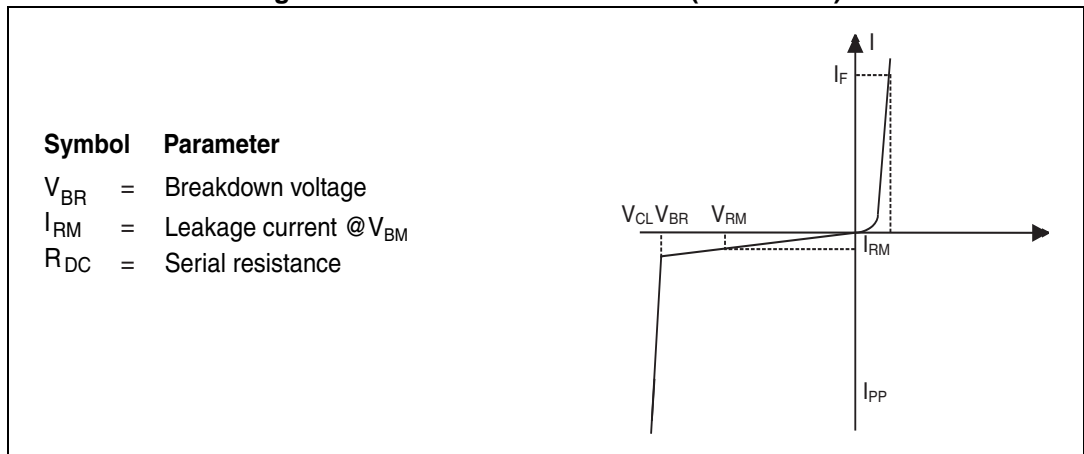 Symbol Parameter
VBR = Breakdown voltage
IRM = Leakage current @VBM
RDC = Serial resistance
I
IF
VCL VBR VRM
IRM
IPP